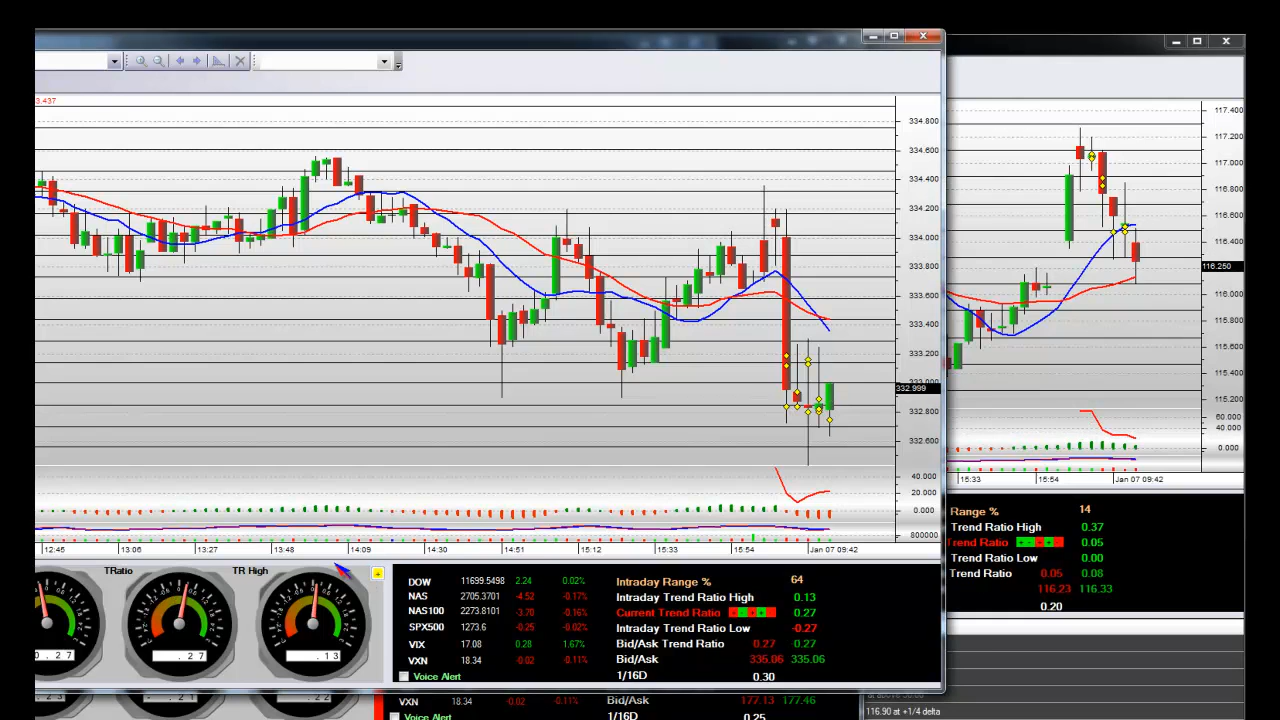 3.437
334.800
334.600
334.400
334.200
334.000
333.800
333.600
333.400
333.200
333.000
332.999
332.800
332.600
40.000
20.000
0.000
800000
12:45 13:06 13:27 13:48 14:09 14:30 14:51 15:12 15:33 15:54 Jan 07 09:42
117.400
117.200
117.000
116.800
116.600
116.400
116.250
116.000
115.800
115.600
115.400
115.200
60.000
40.000
0.000
15:33 15:54 Jan 07 09:42
TRatio TR High
0.27 .27 .13
DOW 11699.5498 2.24 0.02%
NAS 2705.3701 -4.52 -0.16%
NAS100 2273.8101 -3.70 -0.16%
SPX500 1273.6 -0.25 -0.02%
VIX 17.08 0.28 1.67%
VXN 18.34 -0.02 -0.11%
Voice Alert
Intraday Range % 64
Intraday Trend Ratio High 0.13
Current Trend Ratio 0.27
Intraday Trend Ratio Low -0.27
Bid/Ask Trend Ratio 0.27 0.27
Bid/Ask 335.06 335.06
1/16D 0.30
Range % 14
Trend Ratio High 0.37
Trend Ratio 0.05
Trend Ratio Low 0.00
Trend Ratio 0.05 0.08
116.23 116.33
0.20
VXN 18.34 -0.02 -0.11%
Voice Alert
Bid/Ask 177.13 177.46
1/16D 0.25
116.90 at +1/4 delta